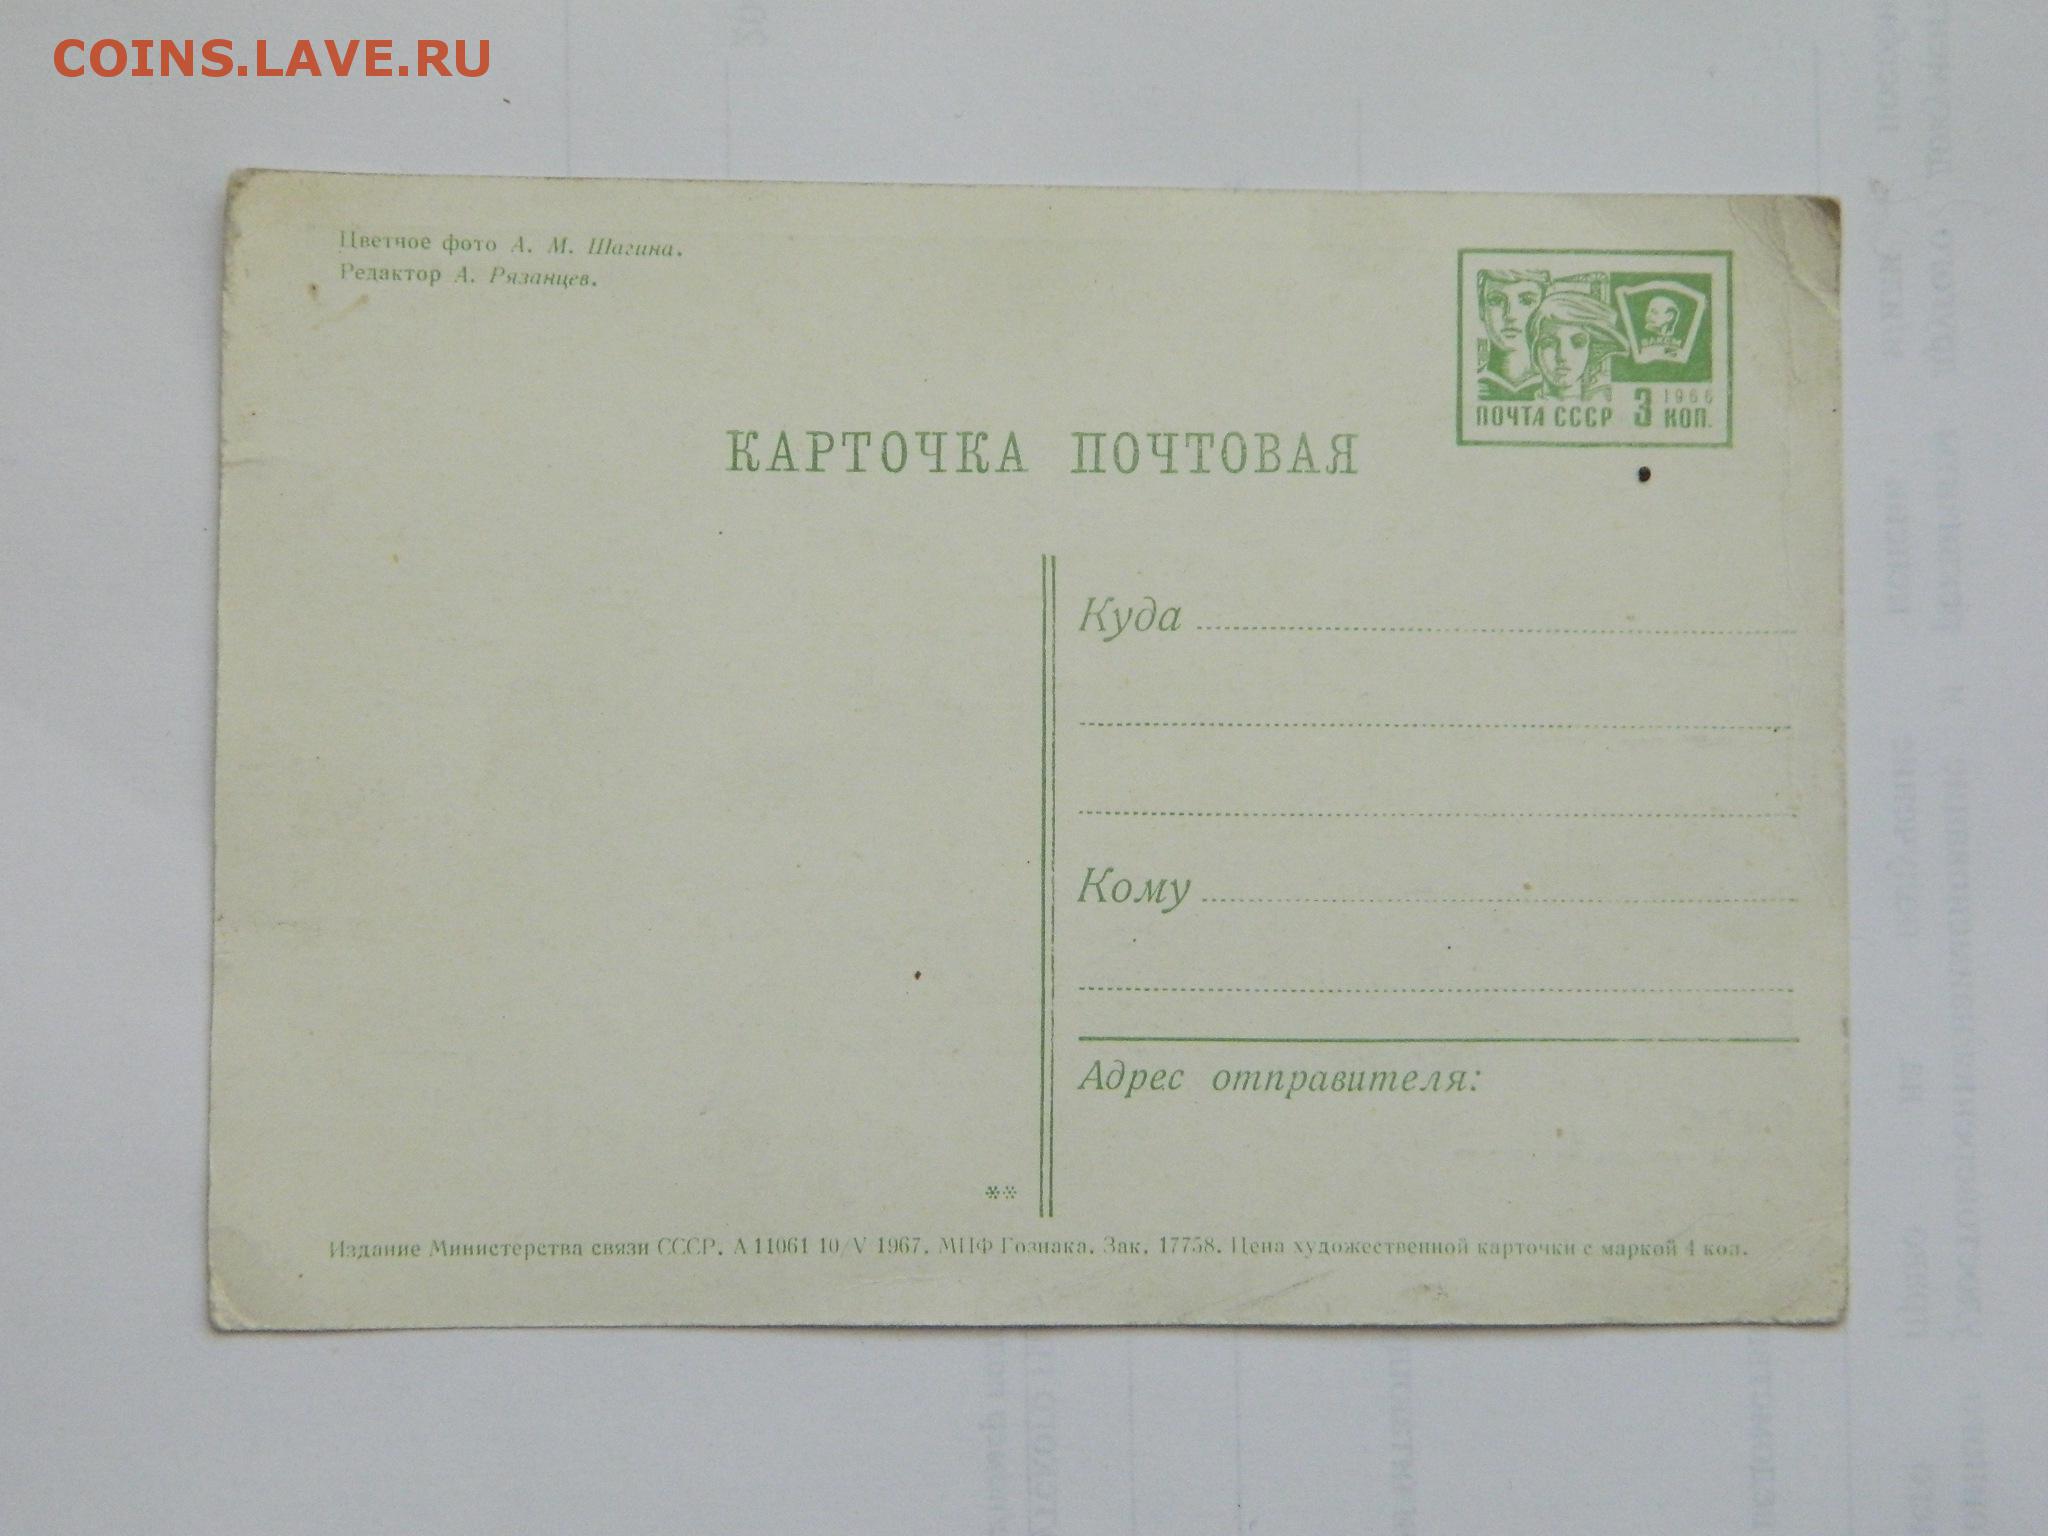 COINS.LAVE.RU
Цветное фото А. М. Шагина.
Редактор А. Рязанцев.
ВЛКСМ
1966
ПОЧТА СССР 3 КОП.
КАРТОЧКА ПОЧТОВАЯ
Куда
Кому
Адрес отправителя:
**
Издание Министерства связи СССР. А 11061 10/V 1967. МПФ Гознака. Зак. 17758. Цена художественной карточки с маркой 4 коп.